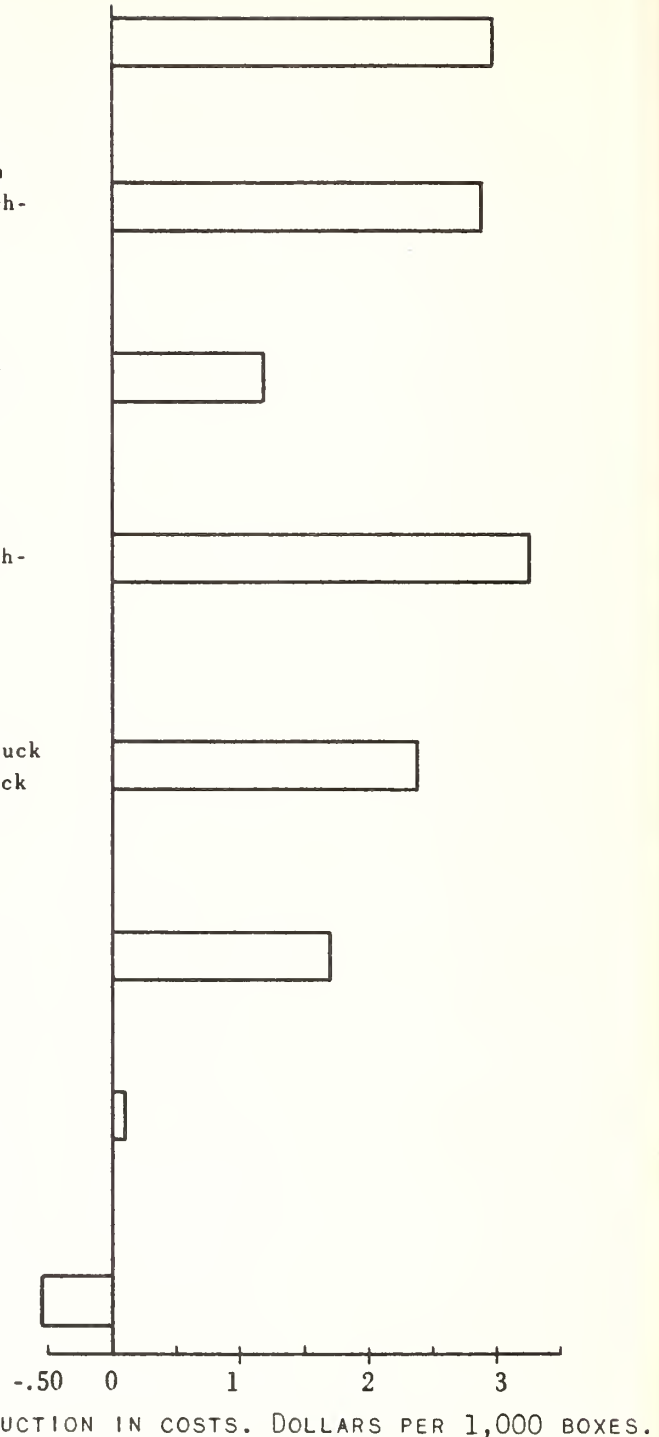 h-
h-
uck
ck
-.50 0 1 2 3
UCTION IN COSTS. DOLLARS PER 1,000 BOXES.